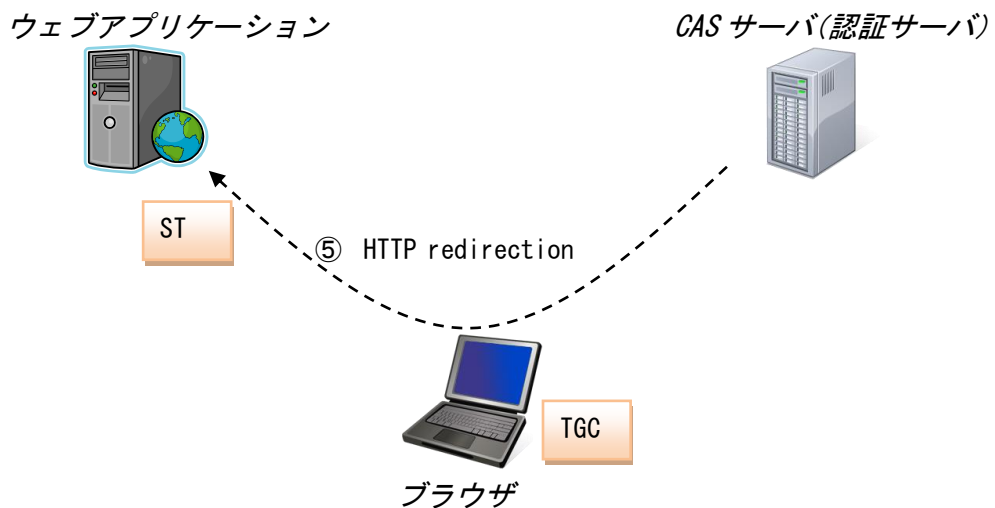 ウェブアプリケーション
CAS サーバ(認証サーバ)
ST
⑤ HTTP redirection
TGC
ブラウザ